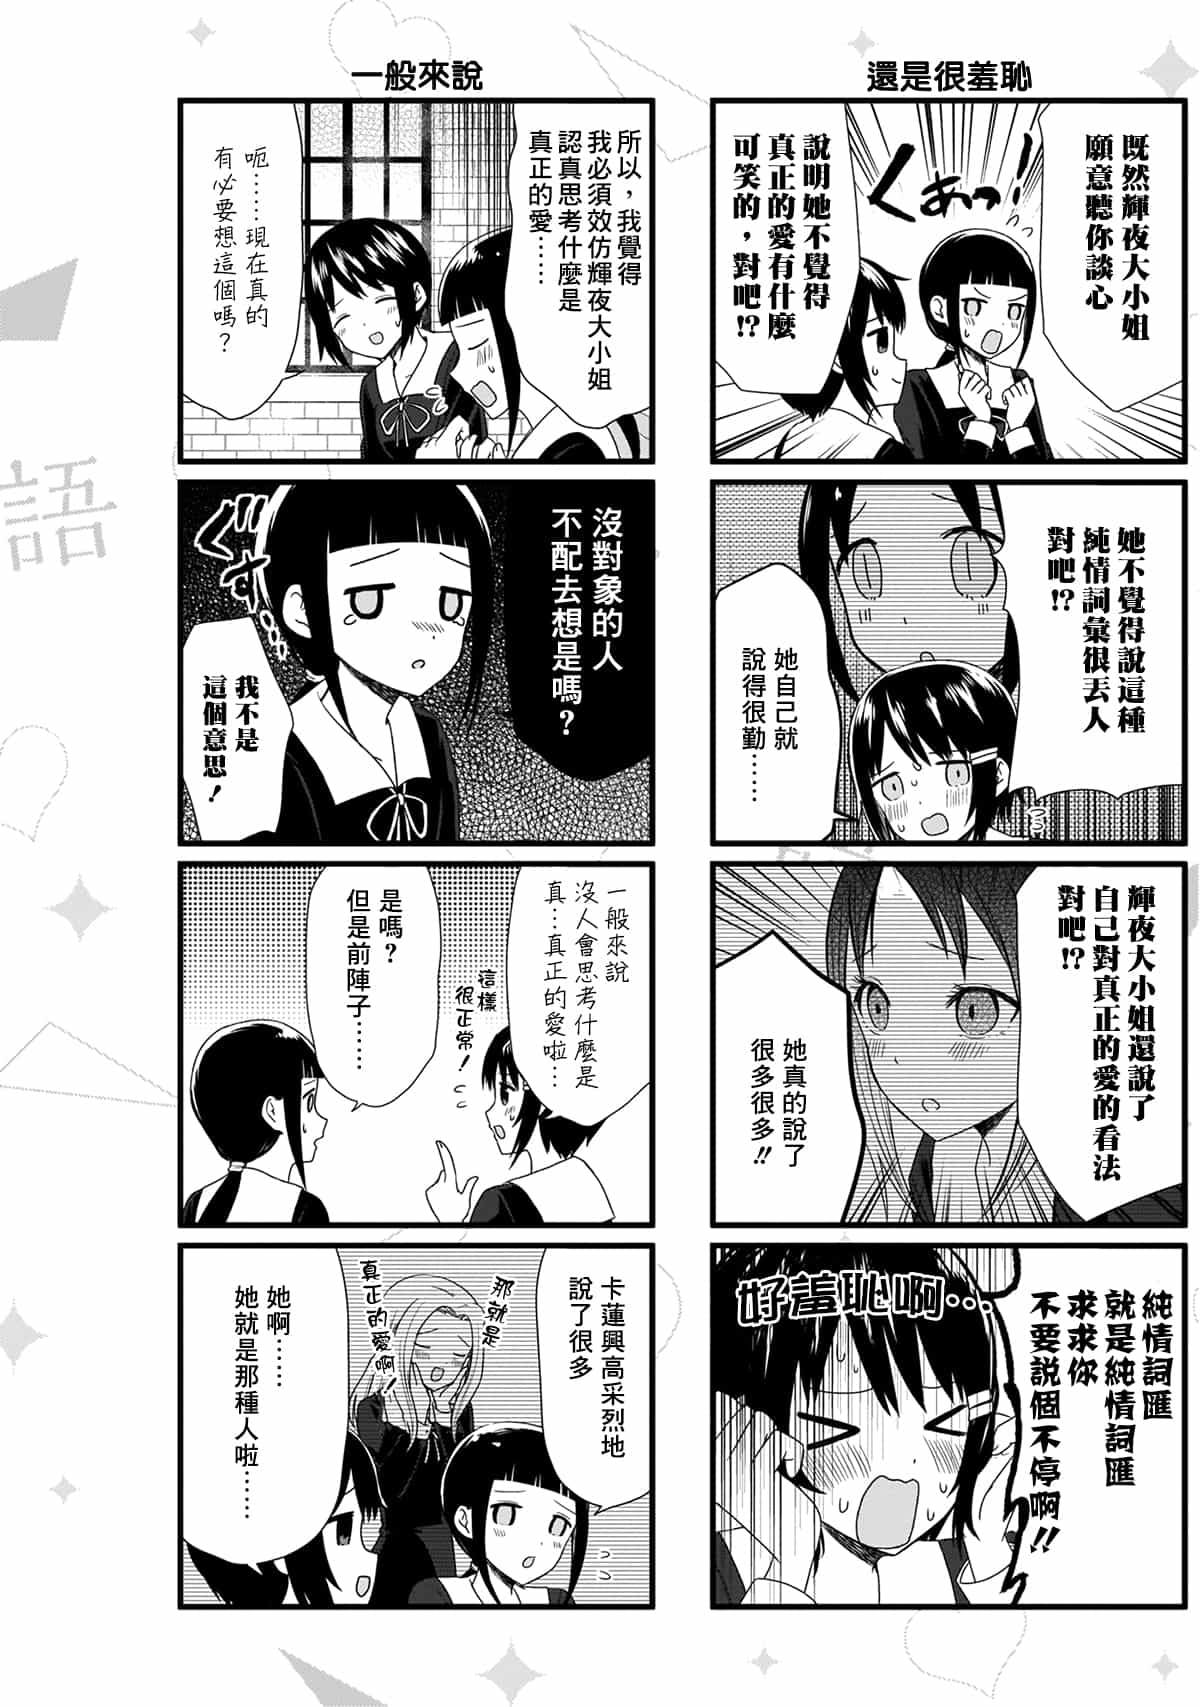 還是很羞恥
既然輝夜大小姐
願意聽你談心
くあっ!
說明她不覺得
真正的愛有什麼
可笑的，對吧!?
她不覺得說這種
純情詞彙很丟人
對吧!?
她自己就
說得很勤……
輝夜大小姐還說了
自己對真正的愛的看法
對吧!?
她真的說了
很多很多!!
純情詞匯
就是純情詞匯
求求你
不要說個不停啊!!
好羞恥啊…
一般來說
所以，我覺得
我必須效仿輝夜大小姐
認真思考什麼是
真正的愛……
呃……現在真的
有必要想這個嗎？
沒對象的人
不配去想是嗎？
ぐすっ…
我不是
這個意思！
一般來說
沒人會思考什麼是
真…真正的愛啦…
這樣
很正常！
是嗎？
但是前陣子……
卡蓮興高采烈地
說了很多
那就是
真正的愛啊！
她啊……
她就是那種人啦……
語